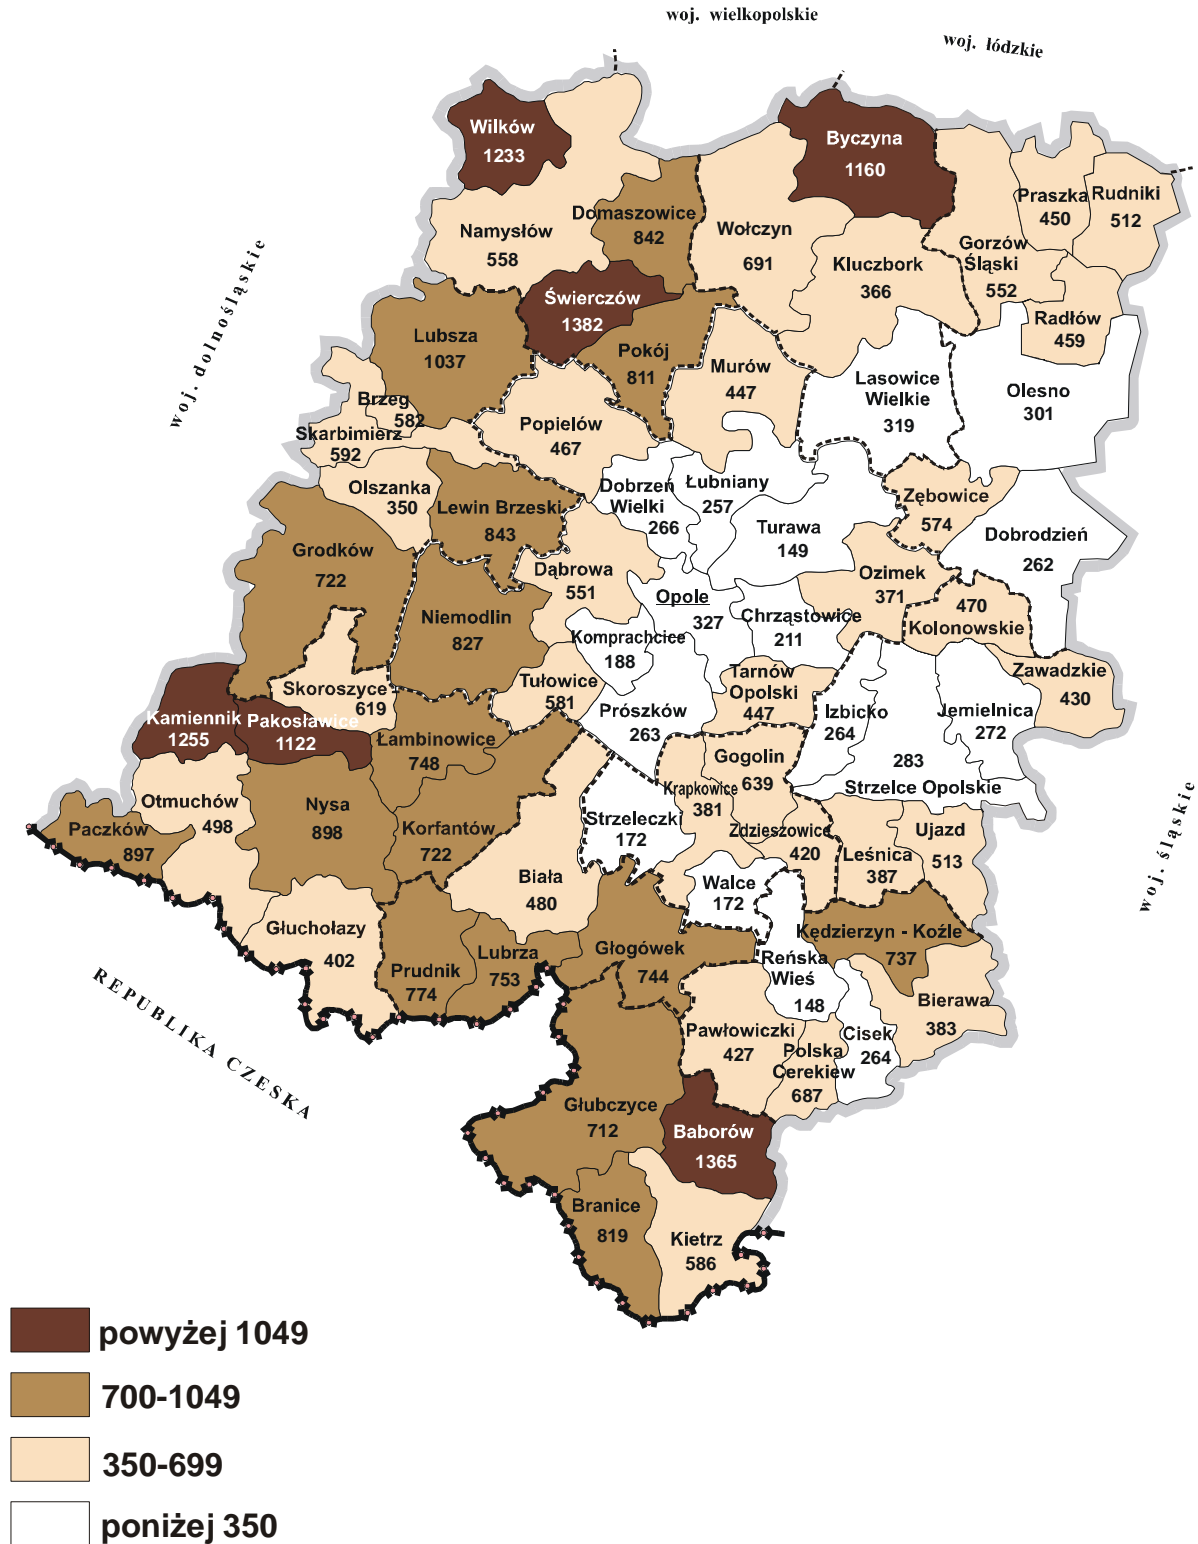 woj. wielkopolskie
woj. łódzkie
Wilków
1233
Byczyna
1160
Praszka
450
Rudniki
512
Domaszowice
842
Namysłów
558
Wołczyn
691
Kluczbork
366
Gorzów
Śląski
552
Świerczów
1382
Radłów
459
Lubsza
1037
Pokój
811
Murów
447
Lasowice
Wielkie
319
Olesno
301
woj. dolnośląskie
Brzeg
582
Skarbimierz
592
Popielów
467
Olszanka
350
Lewin Brzeski
843
Dobrzeń
Wielki
266
Łubniany
257
Turawa
149
Zębowice
574
Dobrodzień
262
Grodków
722
Dąbrowa
551
Ozimek
371
Niemodlin
827
Opole
327
Chrząstowice
211
470
Kolonowskie
Komprachcice
188
Skoroszyce
619
Tułowice
581
Tarnów
Opolski
447
Zawadzkie
430
Kamiennik
1255
Pakosławice
1122
Prószków
263
Izbicko
264
Jemielnica
272
Łambinowice
748
Gogolin
639
283
Strzelce Opolskie
Otmuchów
498
Nysa
898
Krapkowice
381
Paczków
897
Korfantów
722
Strzeleczki
172
Zdzieszowice
420
Leśnica
387
Ujazd
513
woj. śląskie
Biała
480
Walce
172
Głuchołazy
402
Prudnik
774
Lubrza
753
Głogówek
744
Kędzierzyn - Koźle
737
Reńska
Wieś
148
Bierawa
383
REPUBLIKA CZESKA
Pawłowiczki
427
Polska
Cerekiew
687
Cisek
264
Głubczyce
712
Baborów
1365
Branice
819
Kietrz
586
powyżej 1049
700-1049
350-699
poniżej 350